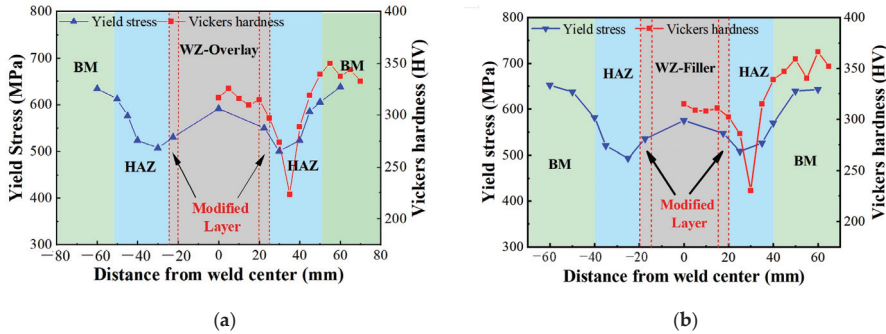 Yield stress Vickers hardness
BM WZ-Overlay BM
HAZ HAZ
Modified
Layer
Yield Stress (MPa)
800
700
600
500
400
300
Vickers hardness (HV)
400
350
300
250
200
−80 −60 −40 −20 0 20 40 60 80
Distance from weld center (mm)
(a)
Yield stress Vickers hardness
HAZ WZ-Filler HAZ
BM BM
Modified
Layer
Yield stress (MPa)
800
700
600
500
400
300
Vickers hardness (HV)
400
350
300
250
200
−60 −40 −20 0 20 40 60
Distance from weld center (mm)
(b)